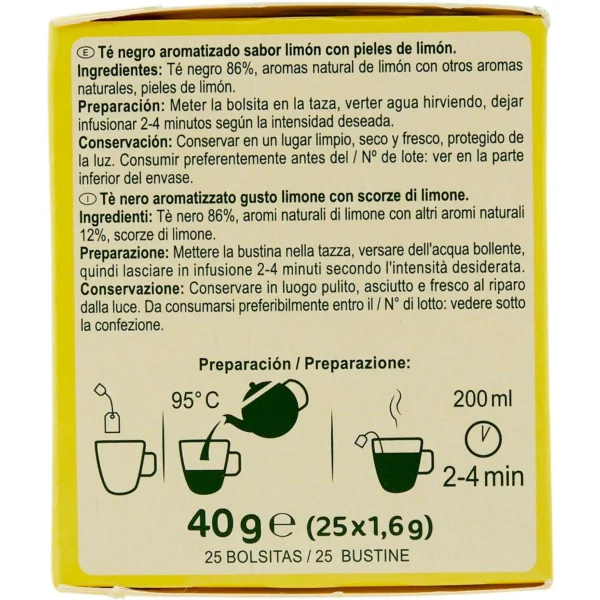 E Té negro aromatizado sabor limón con pieles de limón.
Ingredientes: Té negro 86%, aromas natural de limón con otros aromas
naturales, pieles de limón.
Preparación: Meter la bolsita en la taza, verter agua hirviendo, dejar
infusionar 2-4 minutos según la intensidad deseada.
Conservación: Conservar en un lugar limpio, seco y fresco, protegido de
la luz. Consumir preferentemente antes del / Nº de lote: ver en la parte
inferior del envase.
I Tè nero aromatizzato gusto limone con scorze di limone.
Ingredienti: Tè nero 86%, aromi naturali di limone con altri aromi naturali
12%, scorze di limone.
Preparazione: Mettere la bustina nella tazza, versare dell'acqua bollente,
quindi lasciare in infusione 2-4 minuti secondo l'intensità desiderata.
Conservazione: Conservare in luogo pulito, asciutto e fresco al riparo
dalla luce. Da consumarsi preferibilmente entro il / N° di lotto: vedere sotto
la confezione.
Preparación / Preparazione:
95° C
200 ml
2-4 min
40 g ℮ (25x1,6g)
25 BOLSITAS / 25 BUSTINE